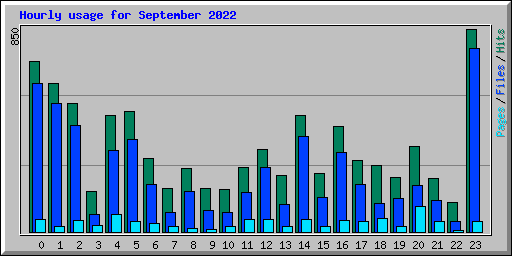 Hourly usage for September 2022
850
Pages/Files/Hits
0 1 2 3 4 5 6 7 8 9 10 11 12 13 14 15 16 17 18 19 20 21 22 23